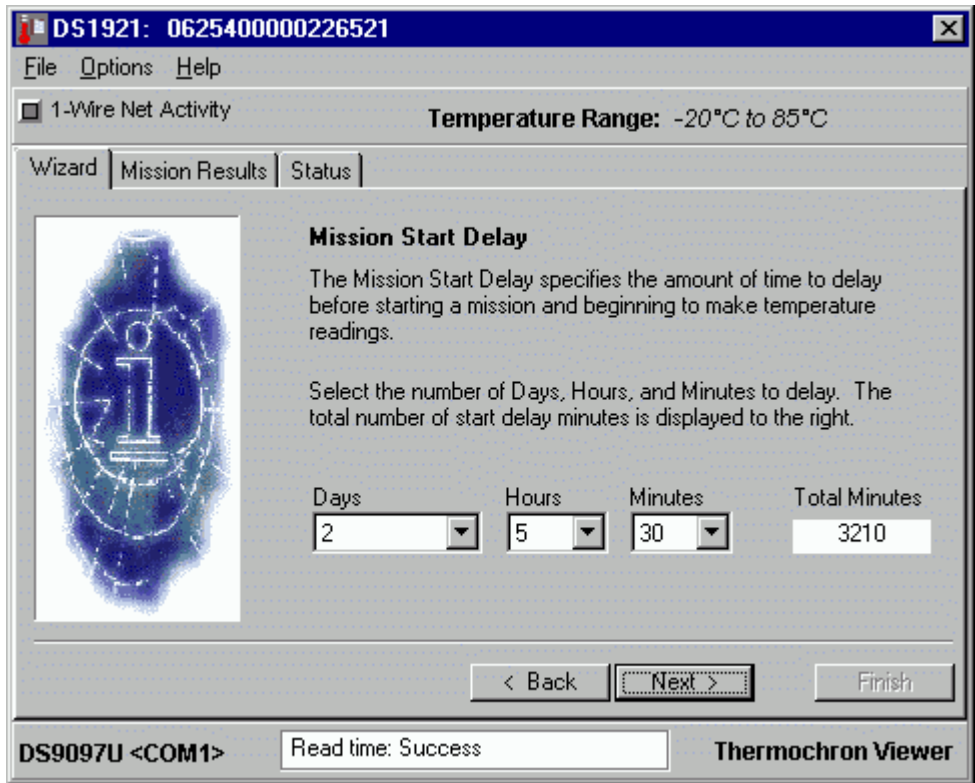 DS1921: 0625400000226521
File Options Help
1-Wire Net Activity
Temperature Range: -20°C to 85°C
Wizard Mission Results Status
Mission Start Delay
The Mission Start Delay specifies the amount of time to delay
before starting a mission and beginning to make temperature
readings.
Select the number of Days, Hours, and Minutes to delay. The
total number of start delay minutes is displayed to the right.
Days Hours Minutes Total Minutes
2 5 30 3210
< Back Next > Finish
DS9097U <COM1> Read time: Success Thermochron Viewer